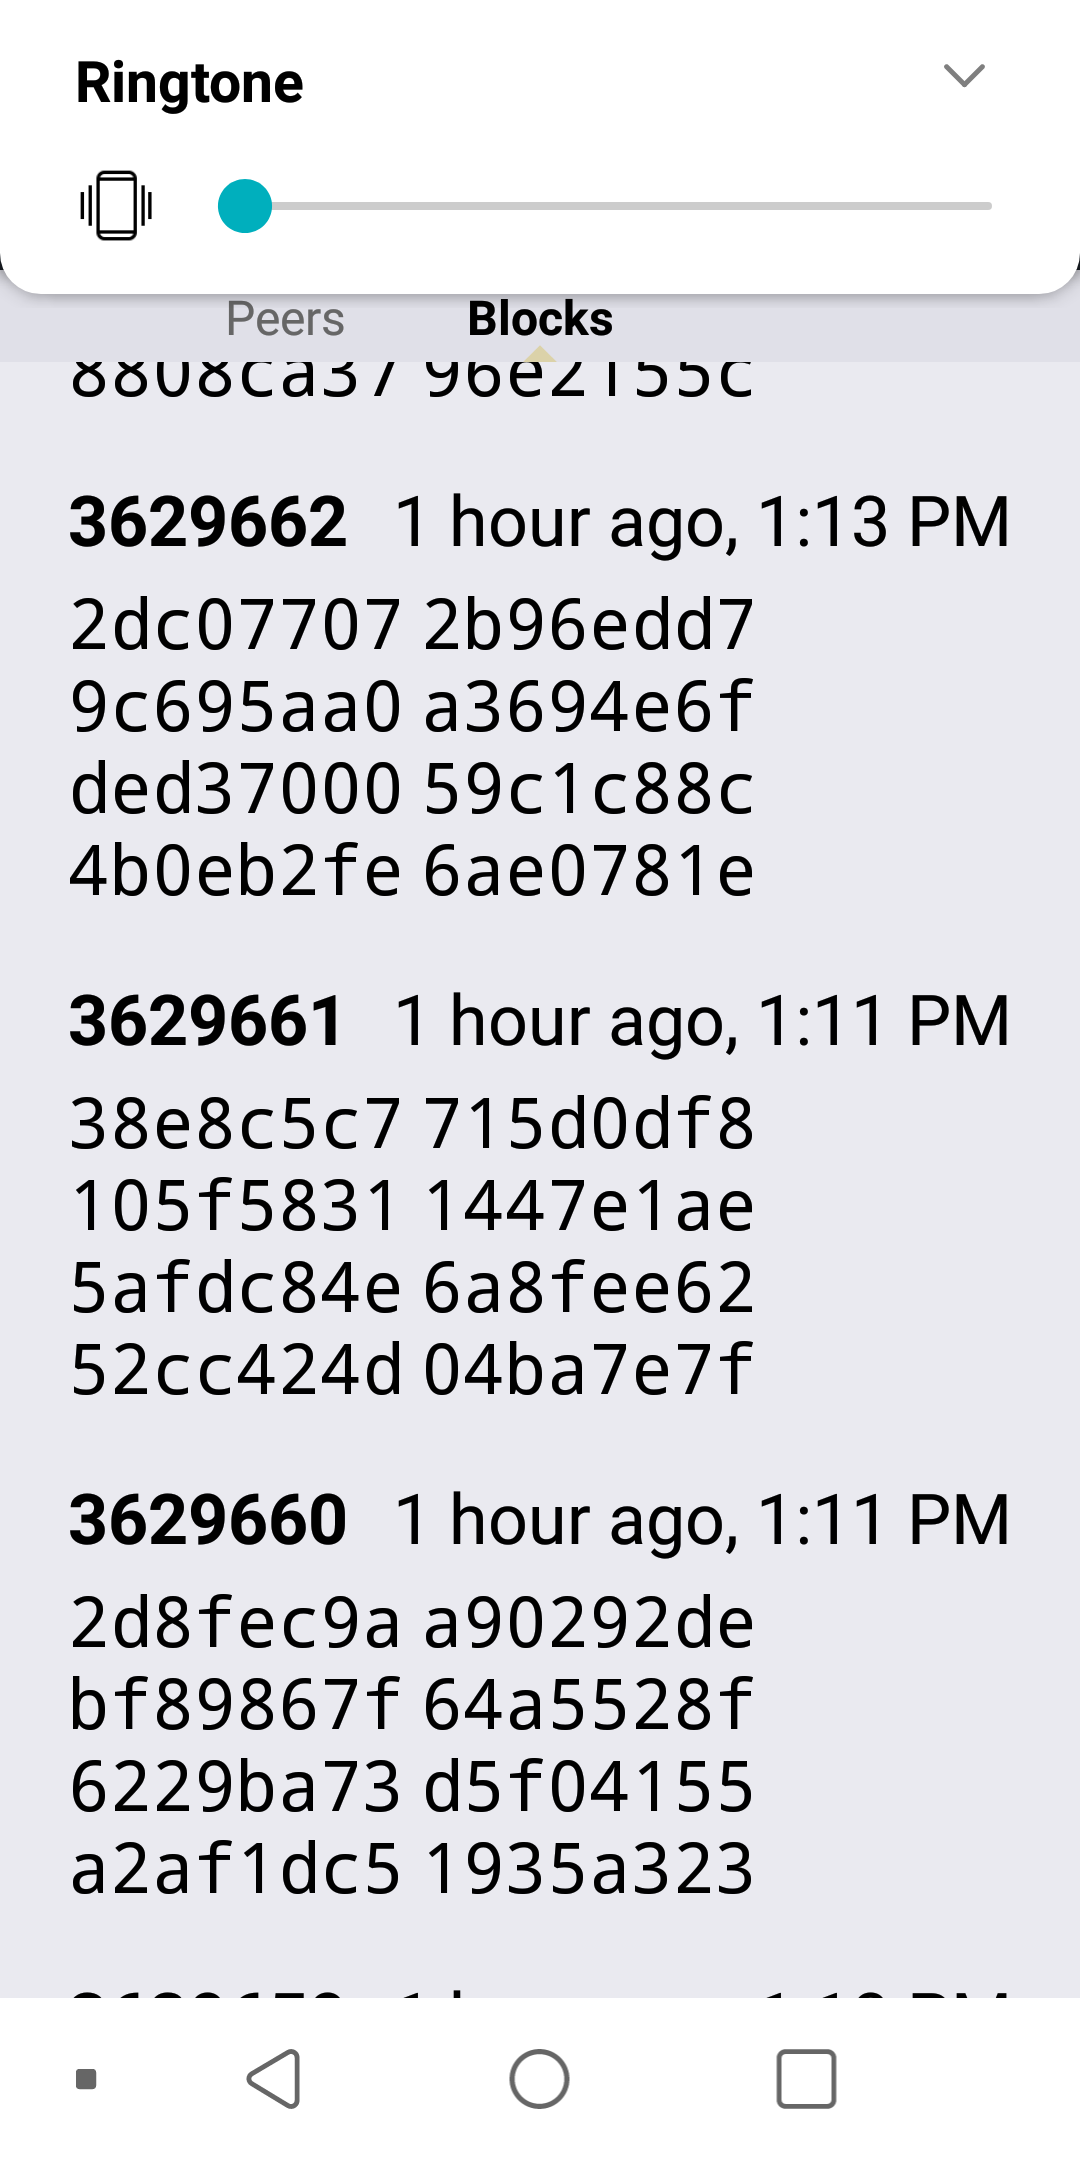 Ringtone
Peers Blocks
8808ca37 96e2155c
3629662 1 hour ago, 1:13 PM
2dc07707 2b96edd7
9c695aa0 a3694e6f
ded37000 59c1c88c
4b0eb2fe 6ae0781e
3629661 1 hour ago, 1:11 PM
38e8c5c7 715d0df8
105f5831 1447e1ae
5afdc84e 6a8fee62
52cc424d 04ba7e7f
3629660 1 hour ago, 1:11 PM
2d8fec9a a90292de
bf89867f 64a5528f
6229ba73 d5f04155
a2af1dc5 1935a323